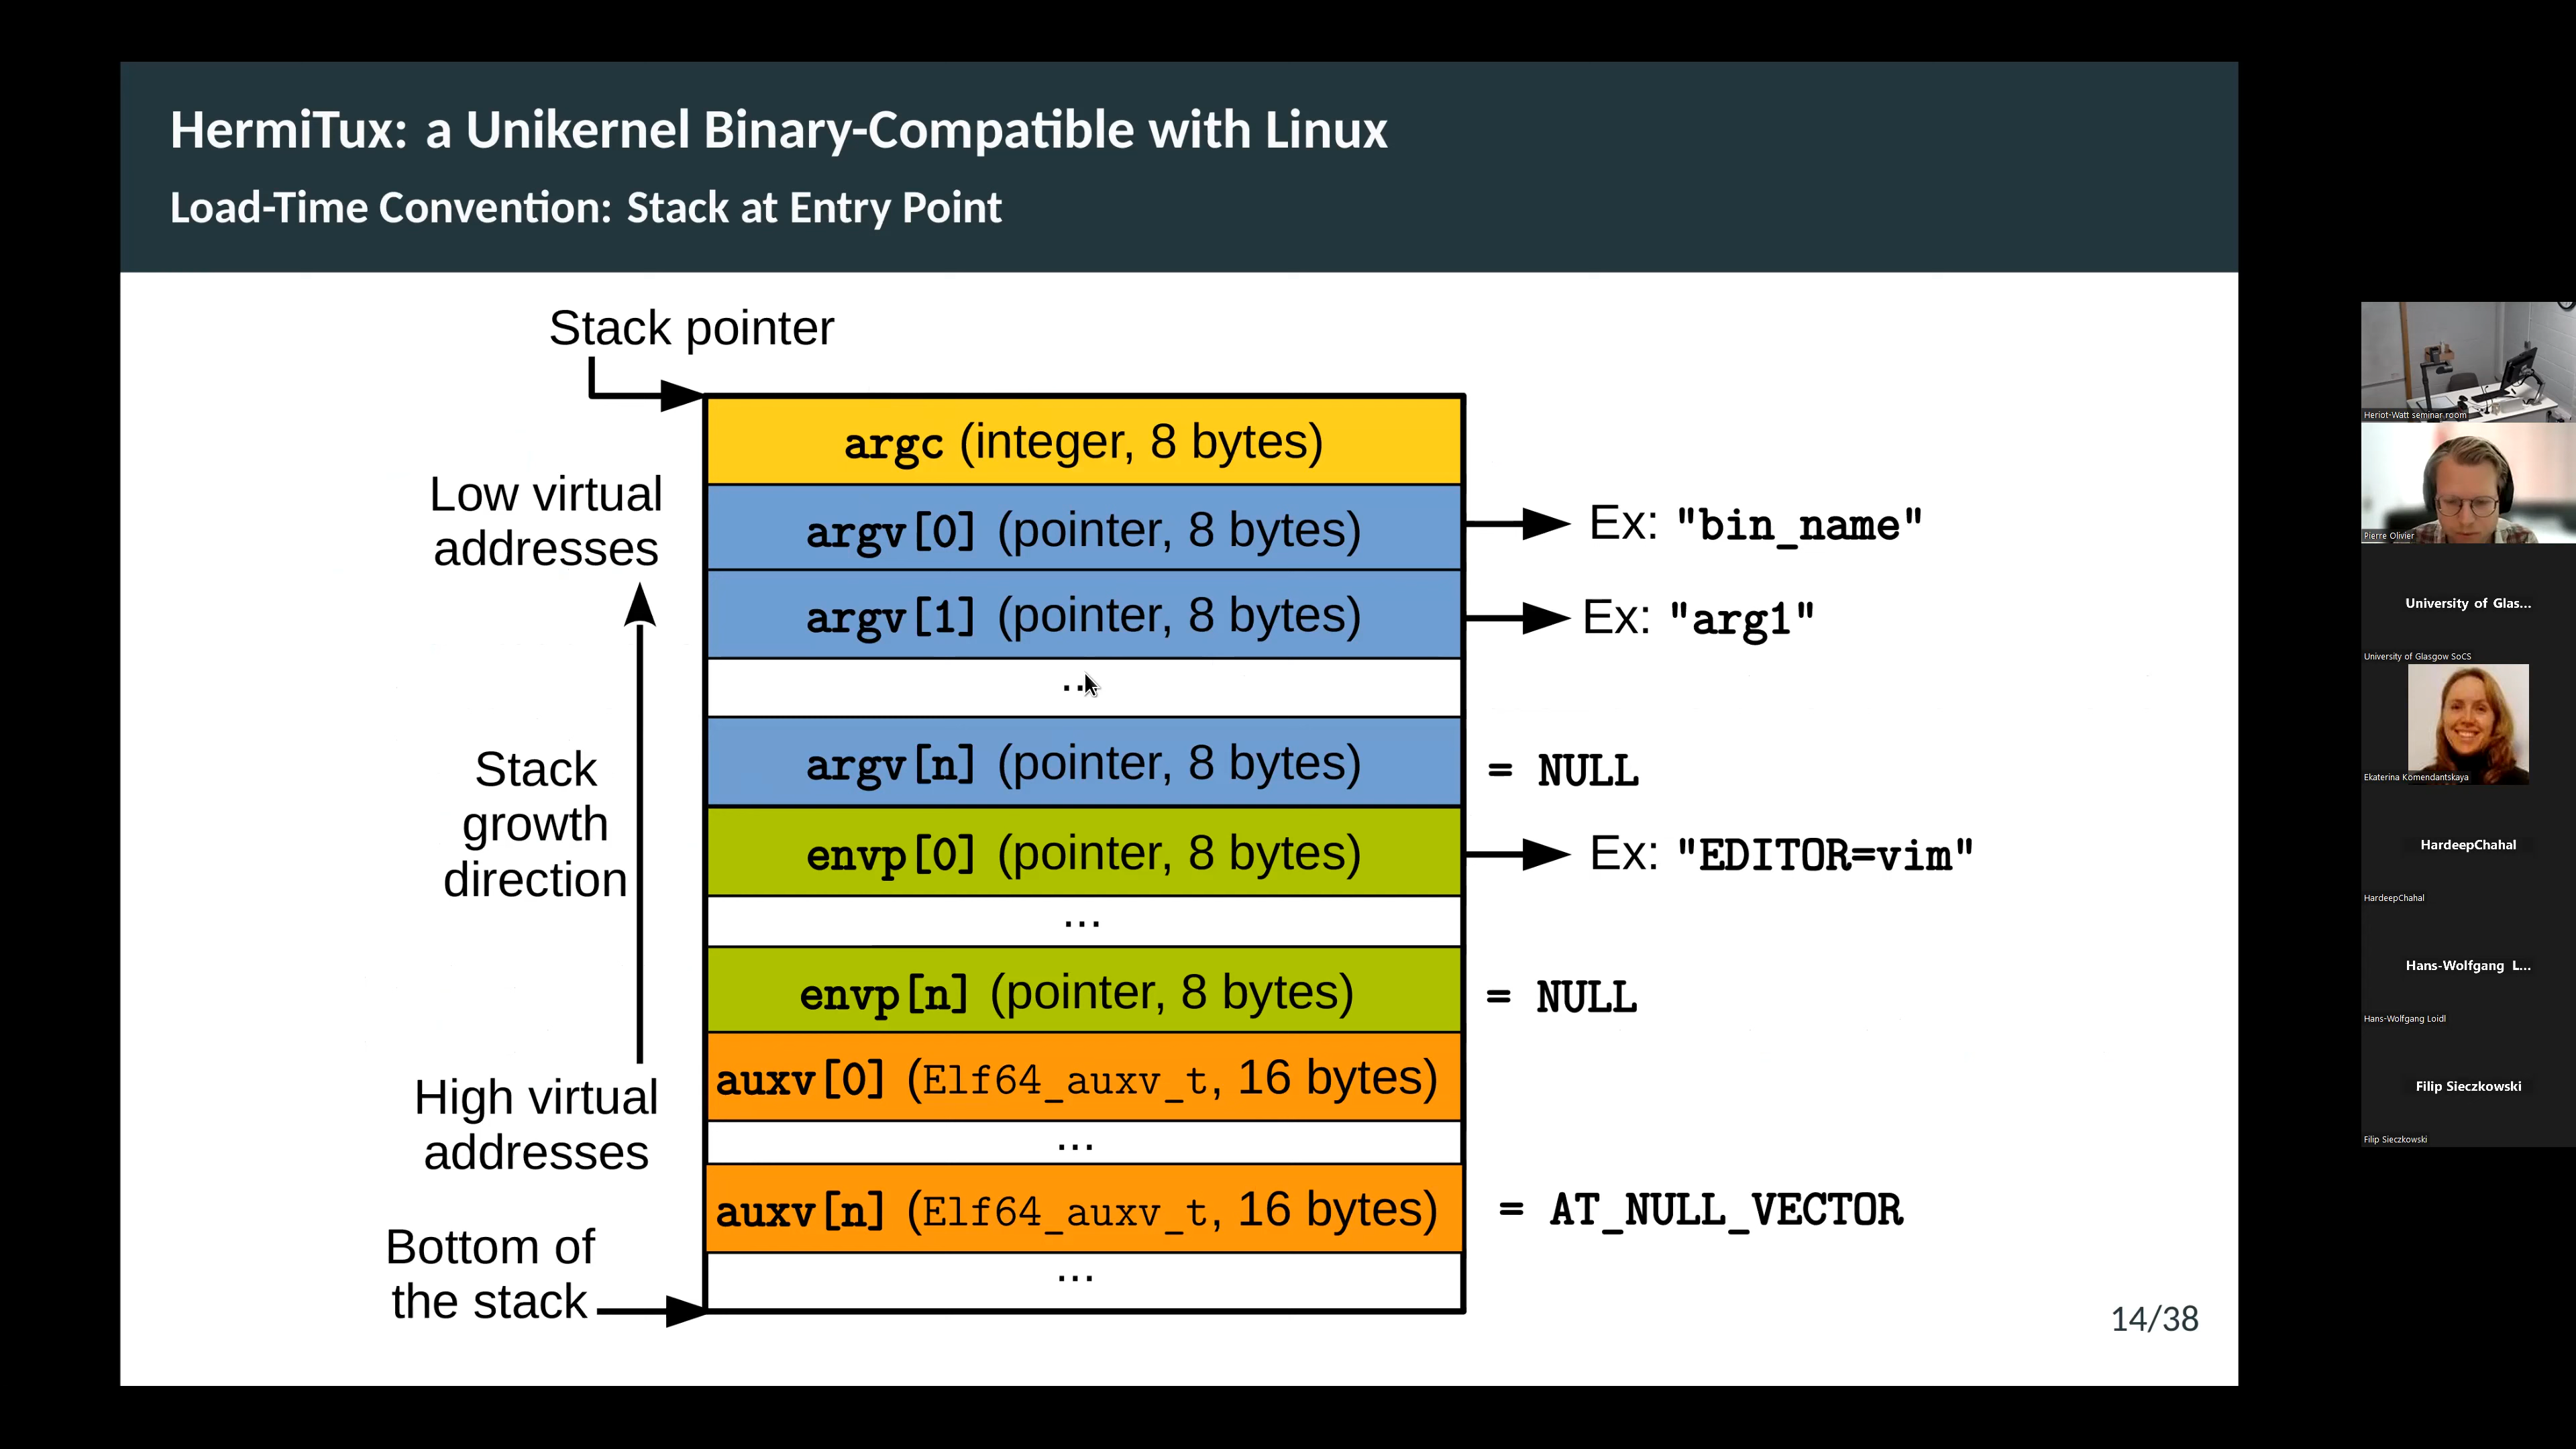 HermiTux: a Unikernel Binary-Compatible with Linux
Load-Time Convention: Stack at Entry Point
Stack pointer
argc (integer, 8 bytes)
Low virtual
addresses
argv[0] (pointer, 8 bytes)
Ex: "bin_name"
argv[1] (pointer, 8 bytes)
Ex: "arg1"
...
argv[n] (pointer, 8 bytes)
= NULL
Stack
growth
direction
envp[0] (pointer, 8 bytes)
Ex: "EDITOR=vim"
...
envp[n] (pointer, 8 bytes)
= NULL
auxv[0] (Elf64_auxv_t, 16 bytes)
High virtual
addresses
...
auxv[n] (Elf64_auxv_t, 16 bytes)
= AT_NULL_VECTOR
Bottom of
the stack
...
14/38
Heriot-Watt seminar room
Pierre Olivier
University of Glas...
University of Glasgow SoCS
Ekaterina Komendantskaya
HardeepChahal
HardeepChahal
Hans-Wolfgang L...
Hans-Wolfgang Loidl
Filip Sieczkowski
Filip Sieczkowski